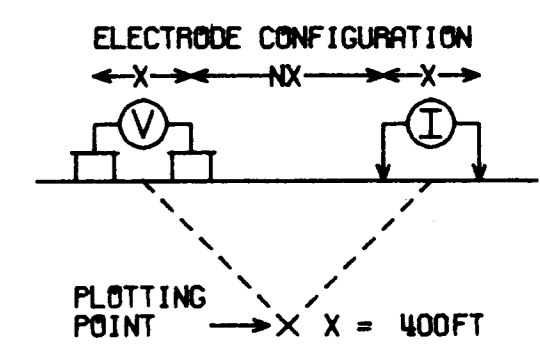 ELECTRODE CONFIGURATION
X NX X
V I
PLOTTING
POINT X = 400FT